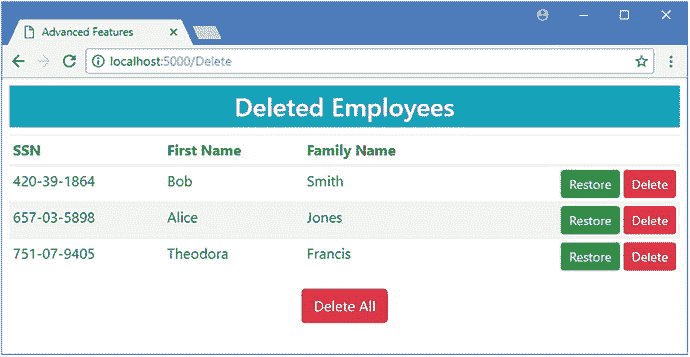 Advanced Features
localhost:5000/Delete
Deleted Employees
SSN First Name Family Name
420-39-1864 Bob Smith Restore Delete
657-03-5898 Alice Jones Restore Delete
751-07-9405 Theodora Francis Restore Delete
Delete All